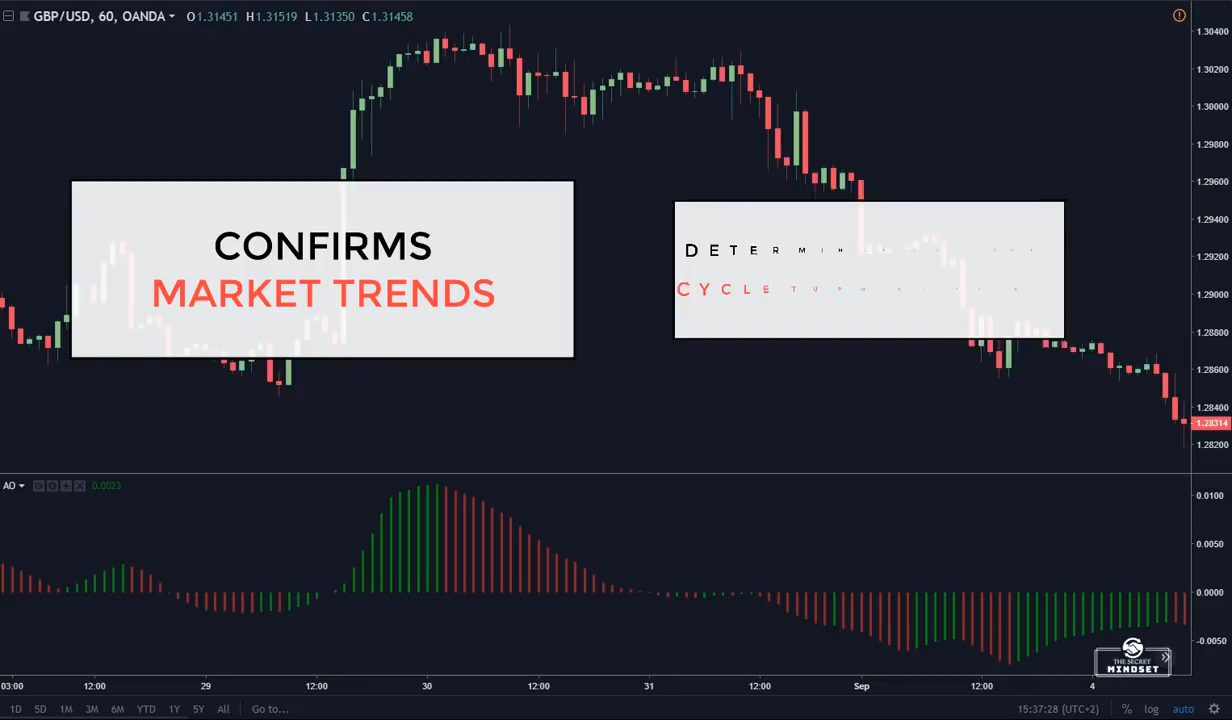 GBP/USD, 60, OANDA O1.31451 H1.31519 L1.31350 C1.31458
1.30400
1.30200
1.30000
1.29800
1.29600
1.29400
1.29200
1.29000
1.28800
1.28600
1.28400
1.28314
1.28200
CONFIRMS
MARKET TRENDS
CYCLE
AO 0.0023
0.0100
0.0050
0.0000
-0.0050
THE SECRET
MINDSET
03:00 12:00 29 12:00 30 12:00 31 12:00 Sep 12:00 4
1D 5D 1M 3M 6M YTD 1Y 5Y All Go to... 15:37:28 (UTC+2) % log auto